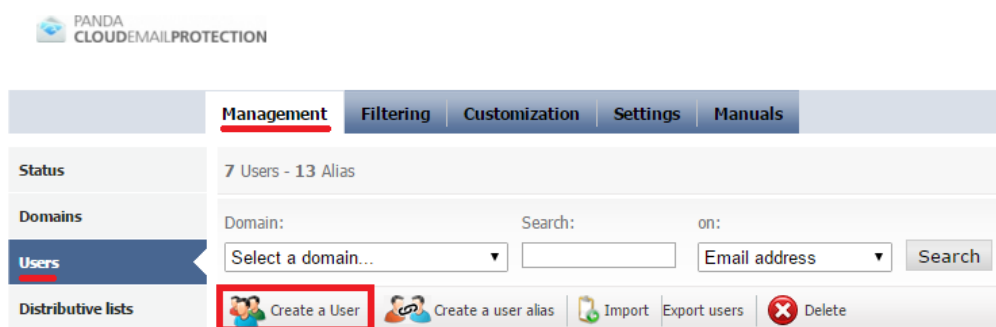 PANDA
CLOUDEMAILPROTECTION
Management Filtering Customization Settings Manuals
Status
7 Users - 13 Alias
Domains
Domain: Search: on:
Select a domain... Email address Search
Users
Distributive lists
Create a User Create a user alias Import Export users Delete